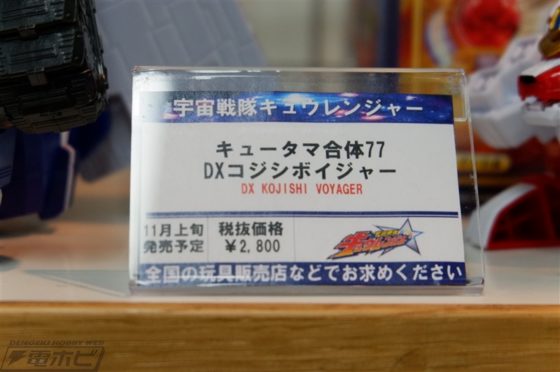 宇宙戦隊キュウレンジャー
キュータマ合体77
DXコジシボイジャー
DX KOJISHI VOYAGER
11月上旬
発売予定
税抜価格
¥2,800
全国の玩具販売店などでお求めください
DENGEKI HOBBY WEB
電ホビ